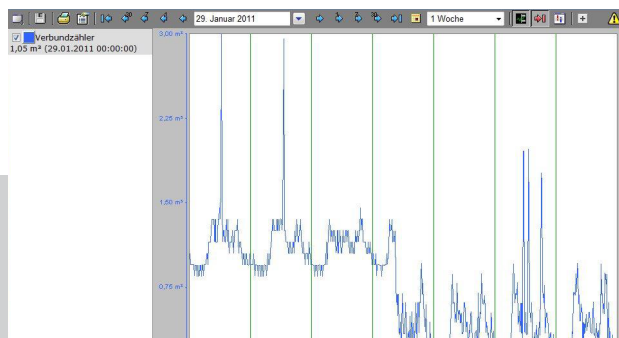 29. Januar 2011
1 Woche
Verbundzähler
1,05 m³ (29.01.2011 00:00:00)
3,00 m³
2,25 m³
1,50 m³
0,75 m³